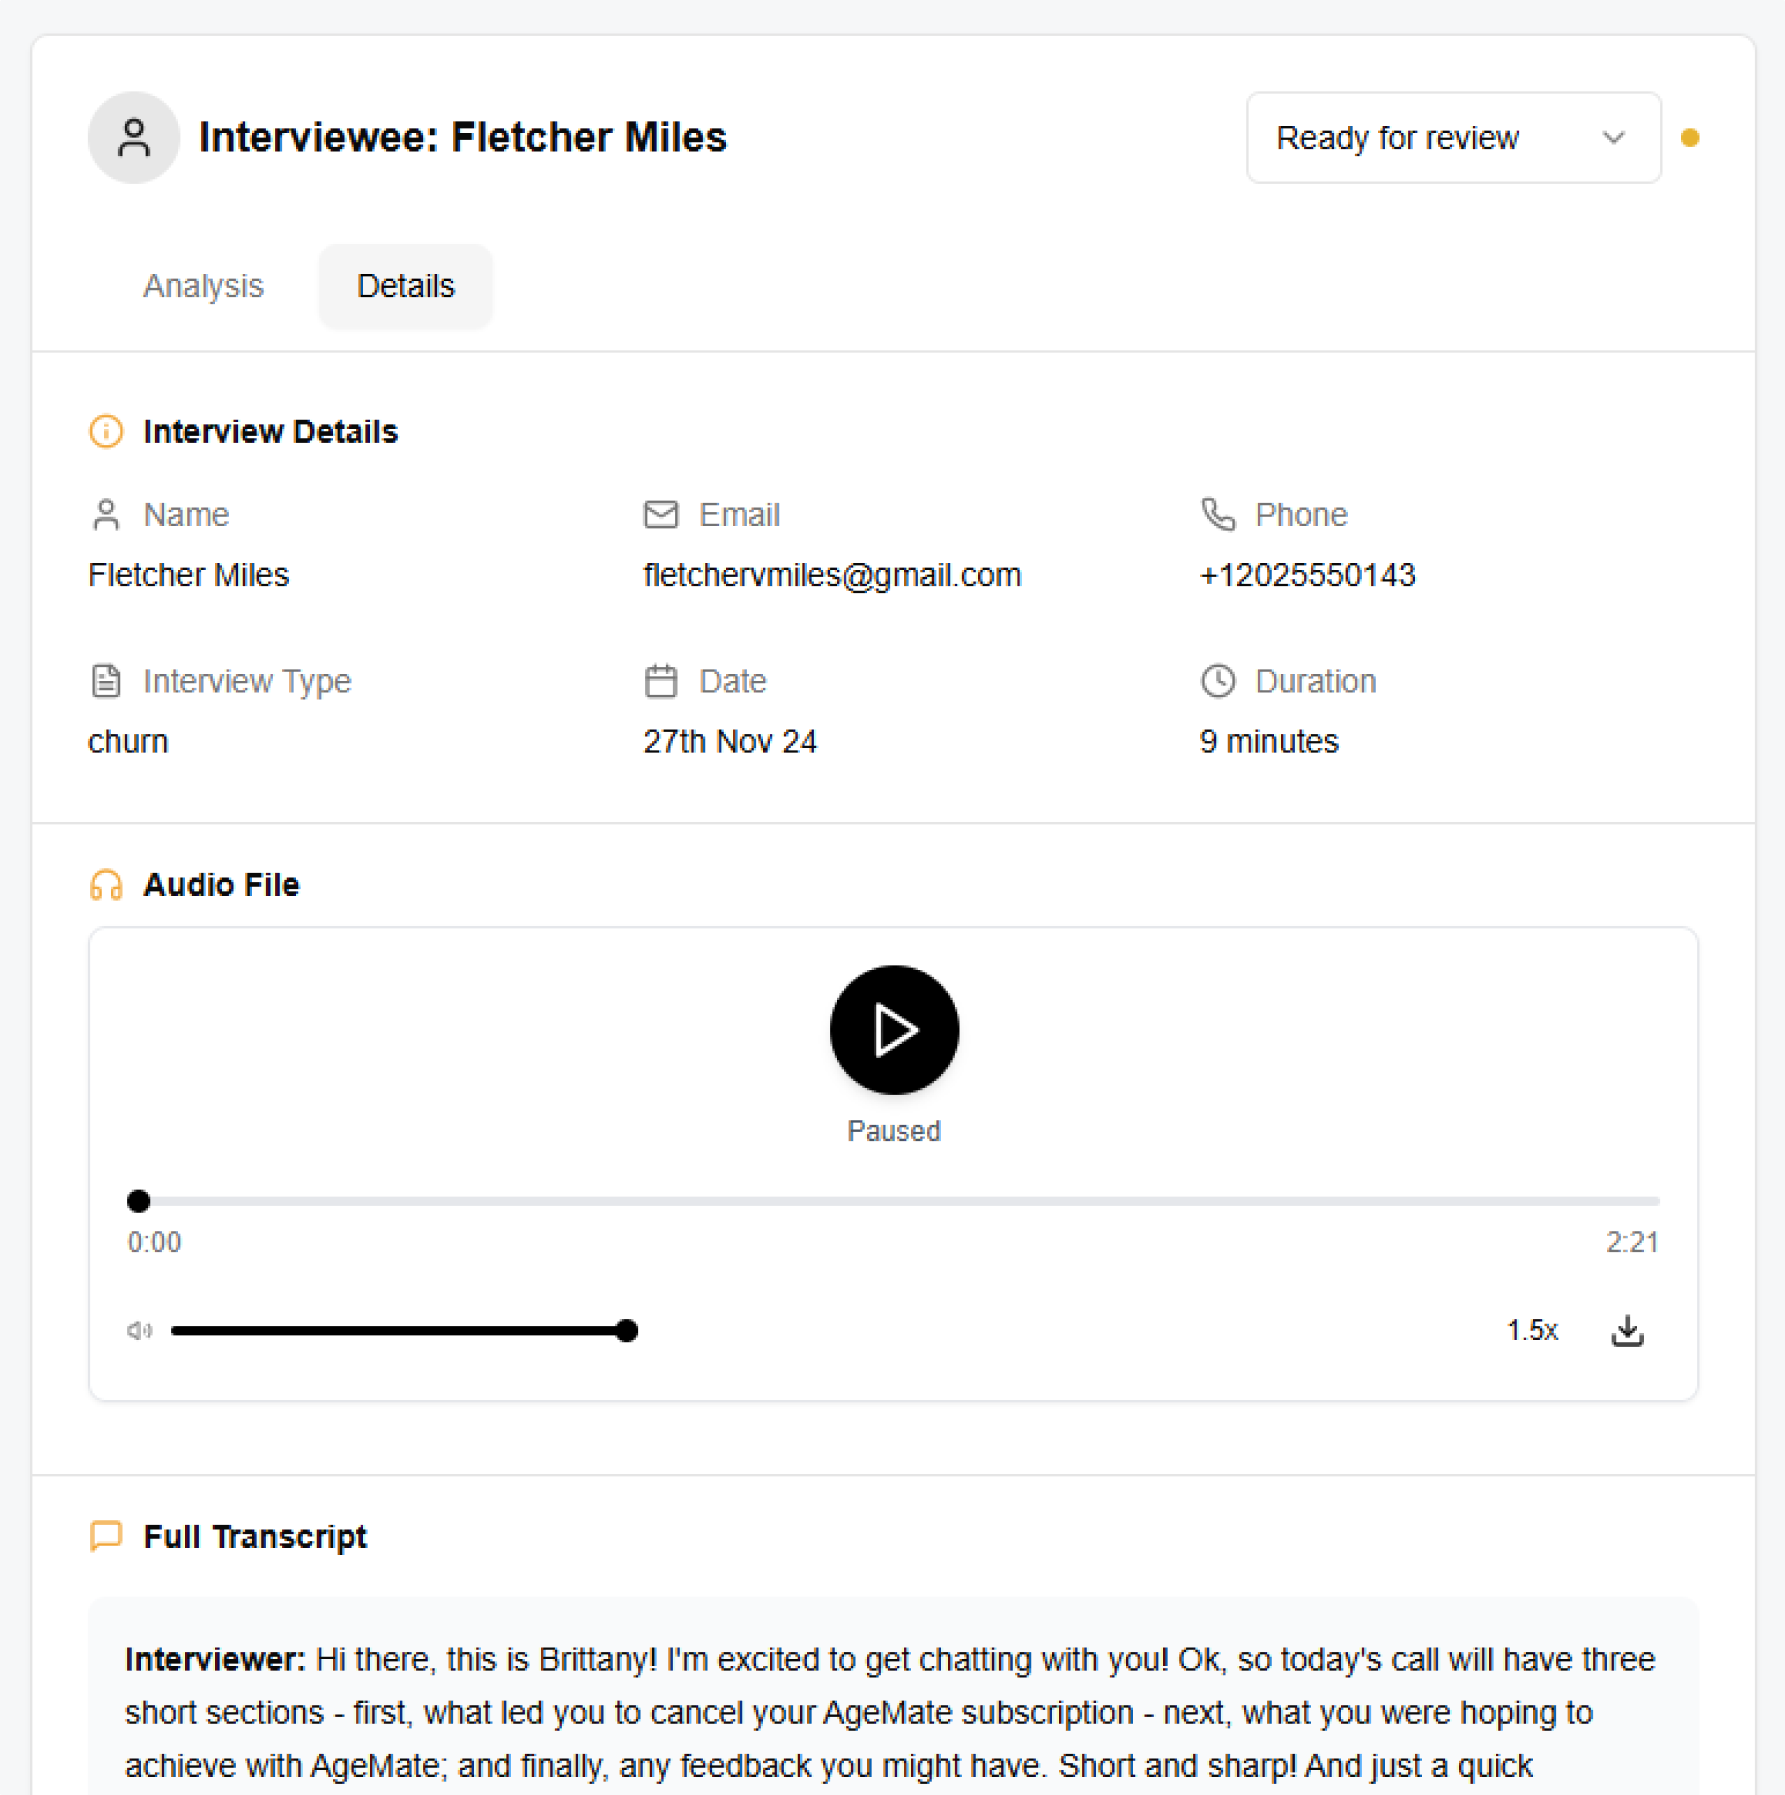 Interviewee: Fletcher Miles
Ready for review
Analysis
Details
Interview Details
Name
Email
Phone
Fletcher Miles
fletchervmiles@gmail.com
+12025550143
Interview Type
Date
Duration
churn
27th Nov 24
9 minutes
Audio File
Paused
0:00
2:21
1.5x
Full Transcript
Interviewer: Hi there, this is Brittany! I'm excited to get chatting with you! Ok, so today's call will have three
short sections - first, what led you to cancel your AgeMate subscription - next, what you were hoping to
achieve with AgeMate; and finally, any feedback you might have. Short and sharp! And just a quick